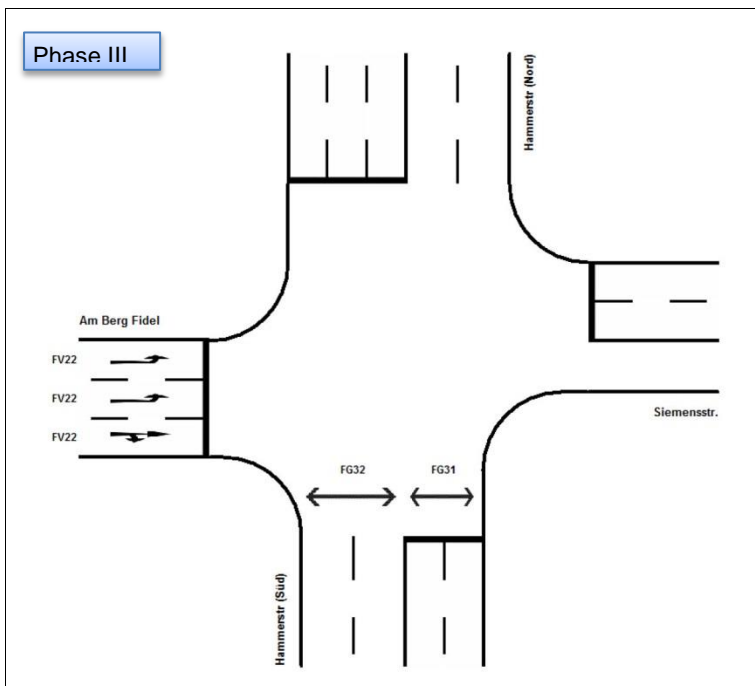 Phase III
Hammerstr (Nord)
Am Berg Fidel
FV22
FV22
FV22
Siemensstr.
FG32
FG31
Hammerstr (Süd)